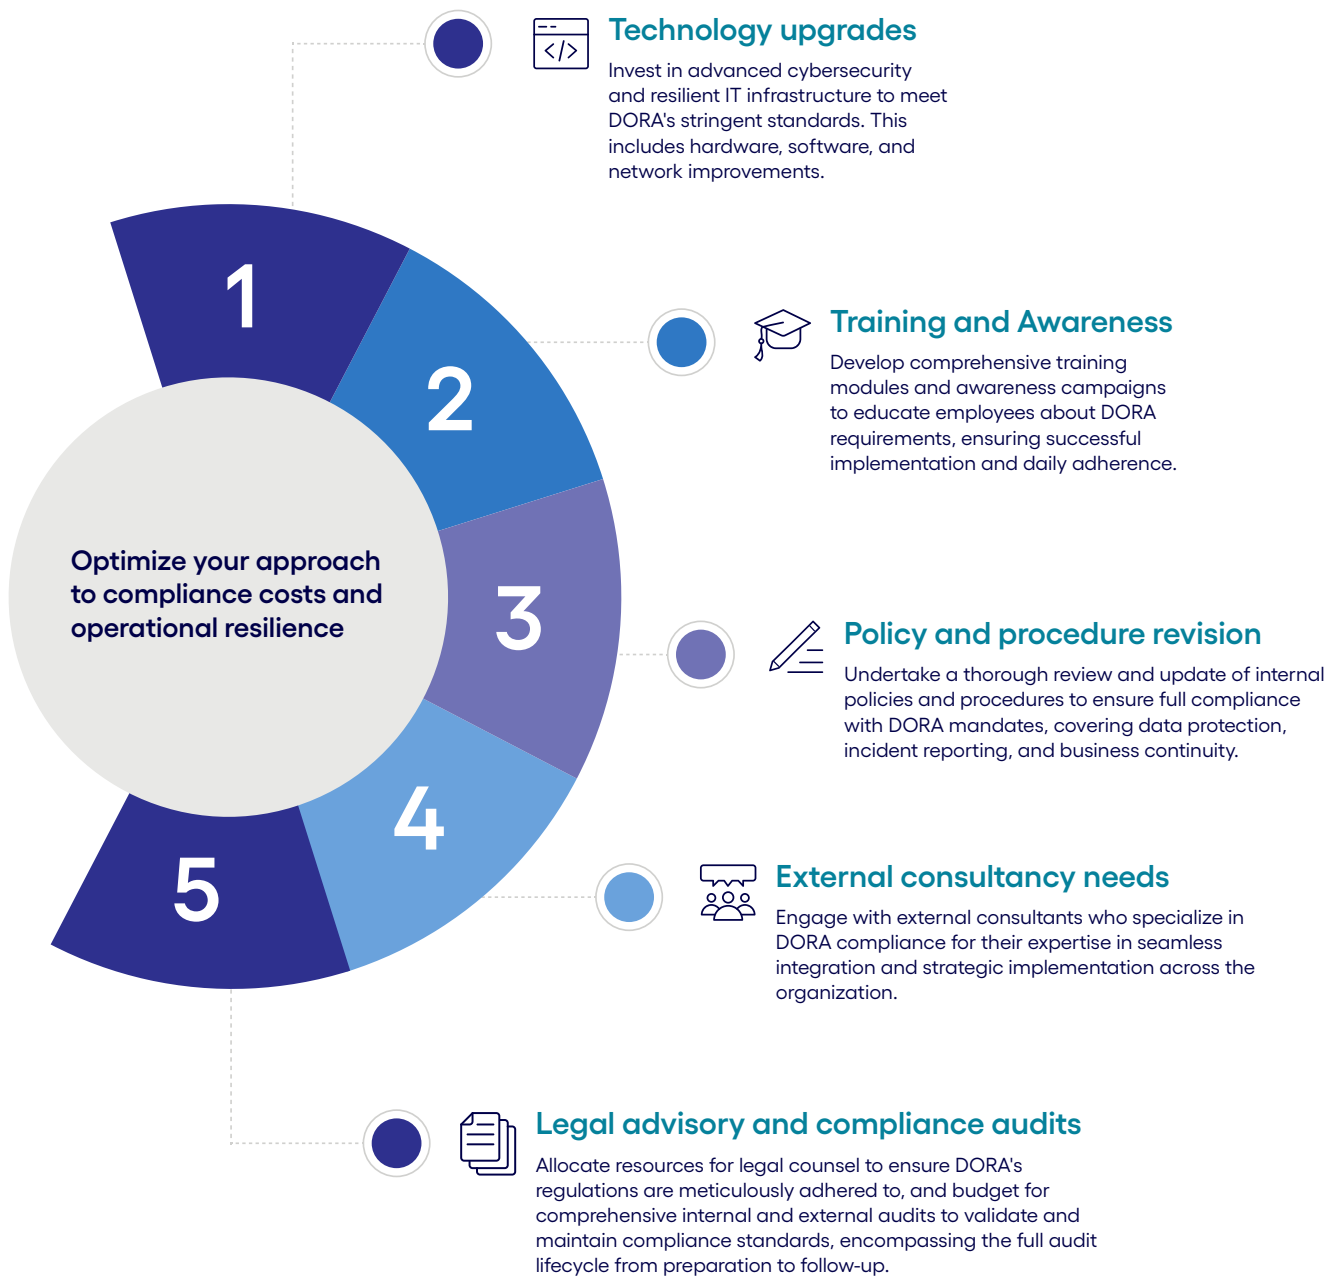 Technology upgrades
Invest in advanced cybersecurity
and resilient IT infrastructure to meet
DORA's stringent standards. This
includes hardware, software, and
network improvements.
1
2
Training and Awareness
Develop comprehensive training
modules and awareness campaigns
to educate employees about DORA
requirements, ensuring successful
implementation and daily adherence.
Optimize your approach
to compliance costs and
operational resilience
3
Policy and procedure revision
Undertake a thorough review and update of internal
policies and procedures to ensure full compliance
with DORA mandates, covering data protection,
incident reporting, and business continuity.
4
External consultancy needs
Engage with external consultants who specialize in
DORA compliance for their expertise in seamless
integration and strategic implementation across the
organization.
5
Legal advisory and compliance audits
Allocate resources for legal counsel to ensure DORA's
regulations are meticulously adhered to, and budget for
comprehensive internal and external audits to validate and
maintain compliance standards, encompassing the full audit
lifecycle from preparation to follow-up.